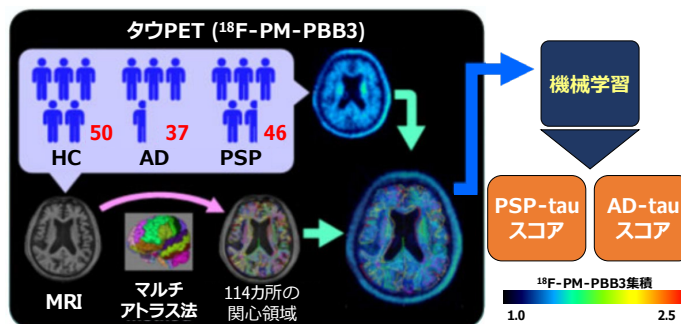 タウPET (¹⁸F-PM-PBB3)
50
37
46
HC
AD
PSP
MRI
マルチ
アトラス法
114カ所の
関心領域
機械学習
PSP-tau
スコア
AD-tau
スコア
¹⁸F-PM-PBB3集積
1.0
2.5